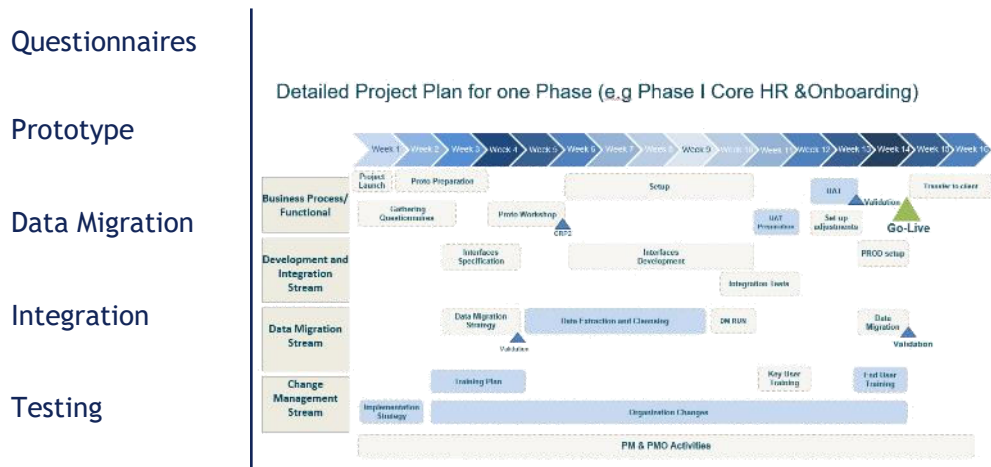 Questionnaires
Prototype
Data Migration
Integration
Testing
Detailed Project Plan for one Phase (e.g Phase I Core HR &Onboarding)
Week 1 Week 2 Week 3 Week 4 Week 5 Week 6 Week 7 Week 8 Week 9 Week 10 Week 11 Week 12 Week 13 Week 14 Week 15 Week 16
Business Process/
Functional
Project
Launch
Proto Preparation
Setup
UAT
Transfer to client
Gathering
Questionnaires
Proto Workshop
CRP2
UAT
Preparation
Set up
adjustments
Validation
Go-Live
Development and
Integration
Stream
Interfaces
Specification
Interfaces
Development
PROD setup
Integration Tests
Data Migration
Stream
Data Migration
Strategy
Validation
Data Extraction and Cleansing
DM RUN
Data
Migration
Validation
Change
Management
Stream
Training Plan
Key User
Training
End User
Training
Implementation
Strategy
Organisation Changes
PM & PMO Activities